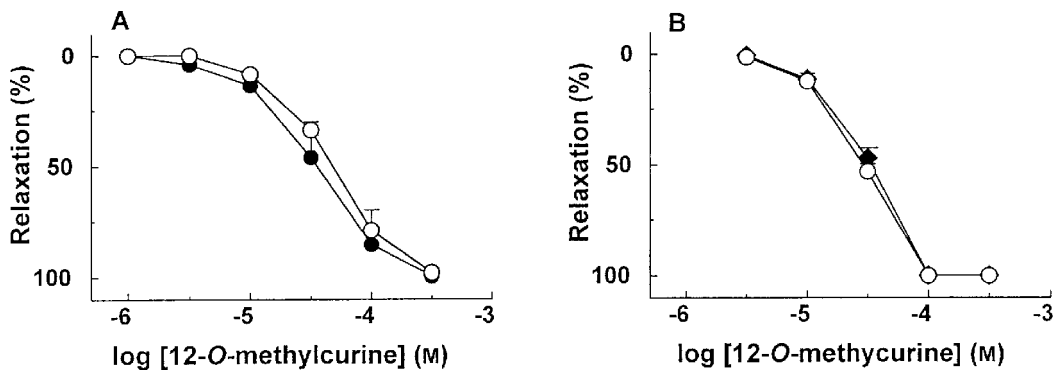 A
B
0
50
100
Relaxation (%)
-6 -5 -4 -3
log [12-O-methylcurine] (M)
0
50
100
Relaxation (%)
-6 -5 -4 -3
log [12-O-methycurine] (M)